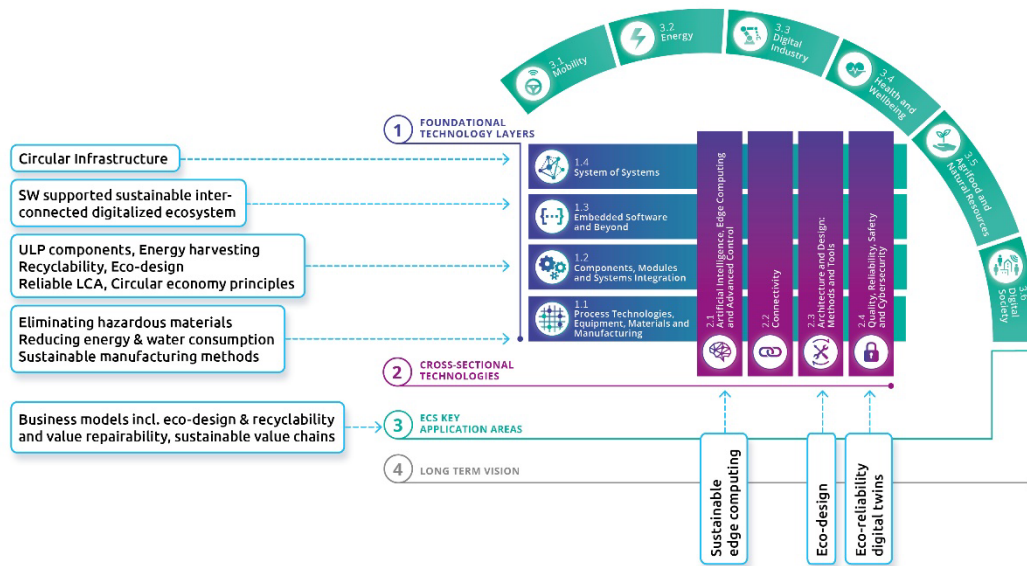 3.1
Mobility
3.2
Energy
3.3
Digital
Industry
3.4
Health and
Wellbeing
3.5
Agrifood and
Natural Resources
3.6
Digital
Society
1
FOUNDATIONAL
TECHNOLOGY LAYERS
Circular Infrastructure
SW supported sustainable inter-
connected digitalized ecosystem
ULP components, Energy harvesting
Recyclability, Eco-design
Reliable LCA, Circular economy principles
Eliminating hazardous materials
Reducing energy & water consumption
Sustainable manufacturing methods
1.4
System of Systems
1.3
Embedded Software
and Beyond
1.2
Components, Modules
and Systems Integration
1.1
Process Technologies,
Equipment, Materials and
Manufacturing
2.1
Artificial Intelligence, Edge Computing
and Advanced Control
2.2
Connectivity
2.3
Architecture and Design:
Methods and Tools
2.4
Quality, Reliability, Safety
and Cybersecurity
2
CROSS-SECTIONAL
TECHNOLOGIES
Business models incl. eco-design & recyclability
and value repairability, sustainable value chains
3
ECS KEY
APPLICATION AREAS
4
LONG TERM VISION
Sustainable
edge computing
Eco-design
Eco-reliability
digital twins